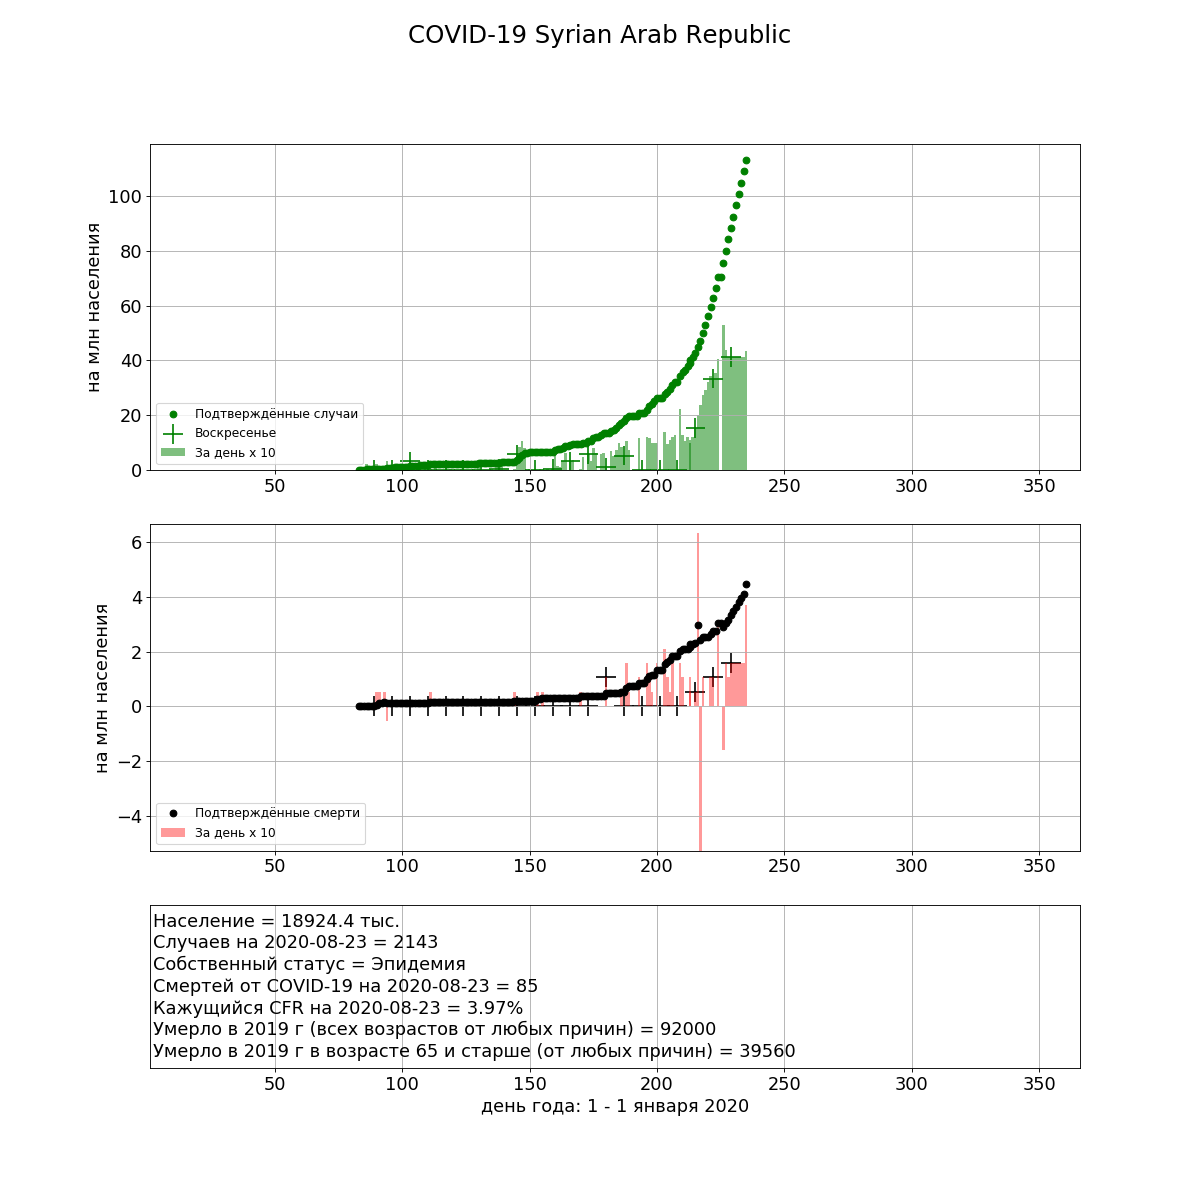 COVID-19 Syrian Arab Republic
на млн населения
100
80
60
40
20
0
Подтверждённые случаи
Воскресенье
За день x 10
50 100 150 200 250 300 350
на млн населения
6
4
2
0
−2
−4
Подтверждённые смерти
За день x 10
50 100 150 200 250 300 350
Население = 18924.4 тыс.
Случаев на 2020-08-23 = 2143
Собственный статус = Эпидемия
Смертей от COVID-19 на 2020-08-23 = 85
Кажущийся CFR на 2020-08-23 = 3.97%
Умерло в 2019 г (всех возрастов от любых причин) = 92000
Умерло в 2019 г в возрасте 65 и старше (от любых причин) = 39560
50 100 150 200 250 300 350
день года: 1 - 1 января 2020